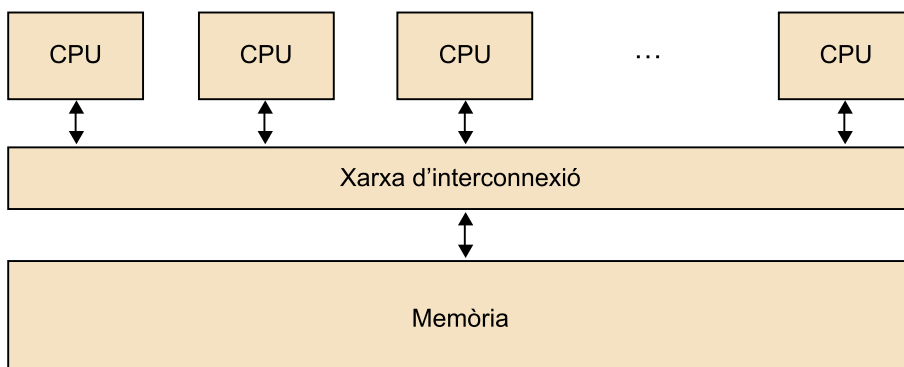 CPU
CPU
CPU
...
CPU
Xarxa d’interconnexió
Memòria